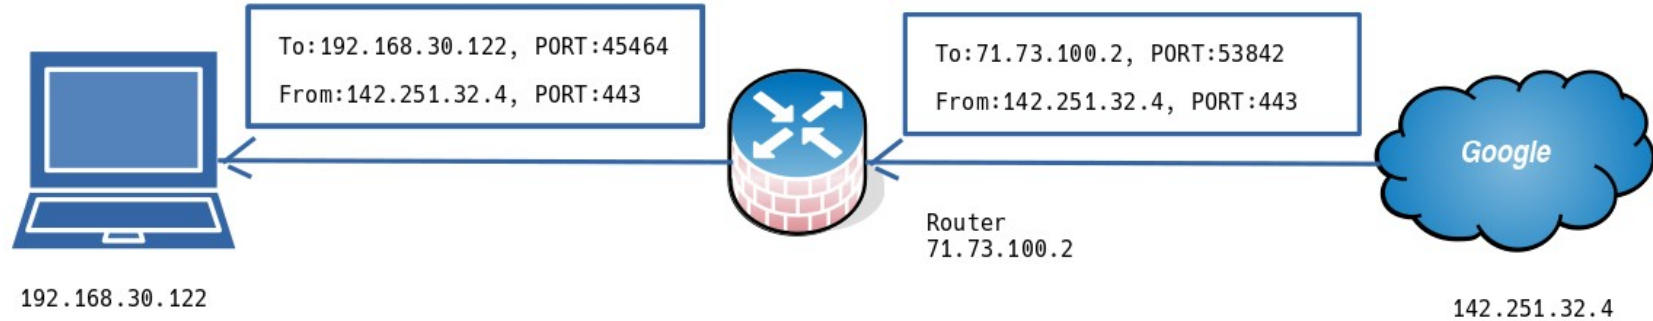 To:192.168.30.122, PORT:45464
From:142.251.32.4, PORT:443
To:71.73.100.2, PORT:53842
From:142.251.32.4, PORT:443
Google
Router
71.73.100.2
192.168.30.122
142.251.32.4